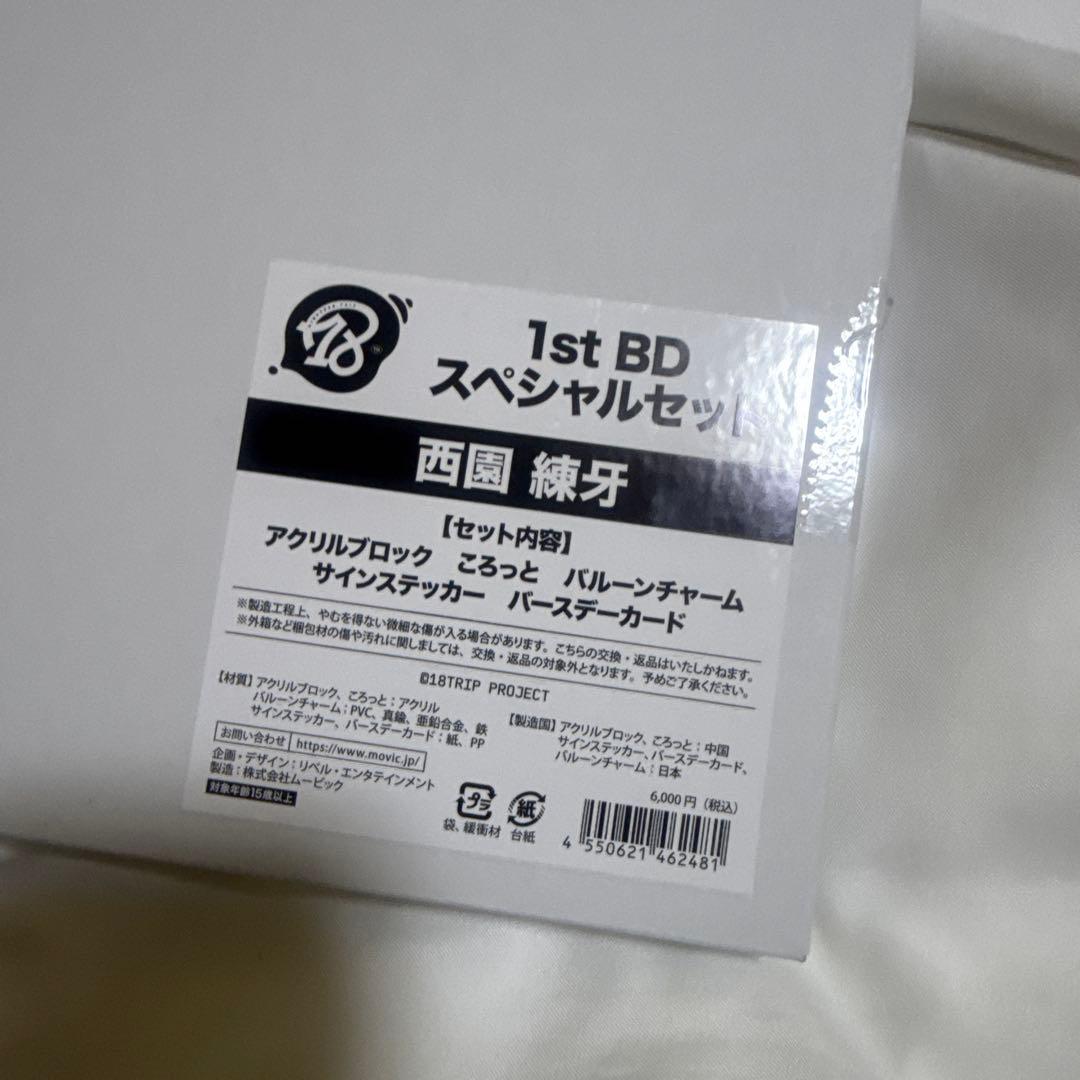 18
1st BD
スペシャルセット
西園 練牙
【セット内容】
アクリルブロック ころっと バルーンチャーム
サインステッカー バースデーカード
※製造工程上、やむを得ない微細な傷が入る場合があります。こちらの交換・返品はいたしかねます。
※外箱など梱包材の傷や汚れに関しましては、交換・返品の対象外となります。予めご了承ください。
©18TRIP PROJECT
【材質】アクリルブロック、ころっと：アクリル
バルーンチャーム：PVC、真鍮、亜鉛合金、鉄
サインステッカー、バースデーカード：紙、PP
【製造国】アクリルブロック、ころっと：中国
サインステッカー、バースデーカード、
バルーンチャーム：日本
お問い合わせ https://www.movic.jp/
企画・デザイン：リベル・エンタテインメント
製造：株式会社ムービック
対象年齢15歳以上
プラ
袋、緩衝材
紙
台紙
6,000円（税込）
4 550621 462481